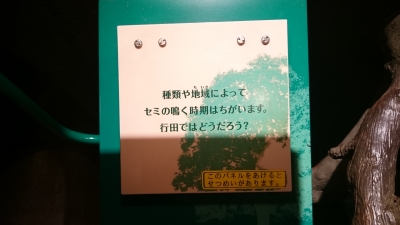 種類や地域によって
セミの鳴く時期はちがいます。
行田ではどうだろう?
このパネルをあけると
せつめいがあります。